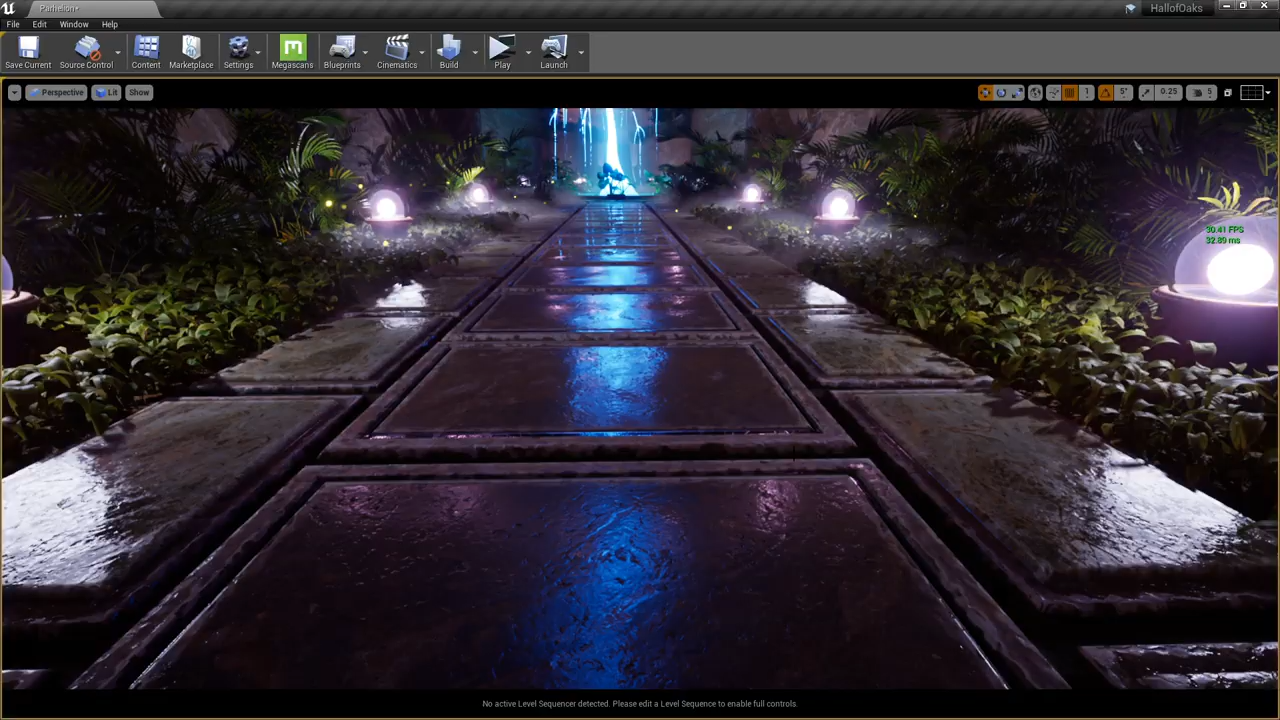 Parhelion*
HallofOaks
File Edit Window Help
Save Current Source Control Content Marketplace Settings Megascans Blueprints Cinematics Build Play Launch
Perspective Lit Show 1 5° 0.25 5
30.41 FPS
32.89 ms
No active Level Sequencer detected. Please edit a Level Sequence to enable full controls.